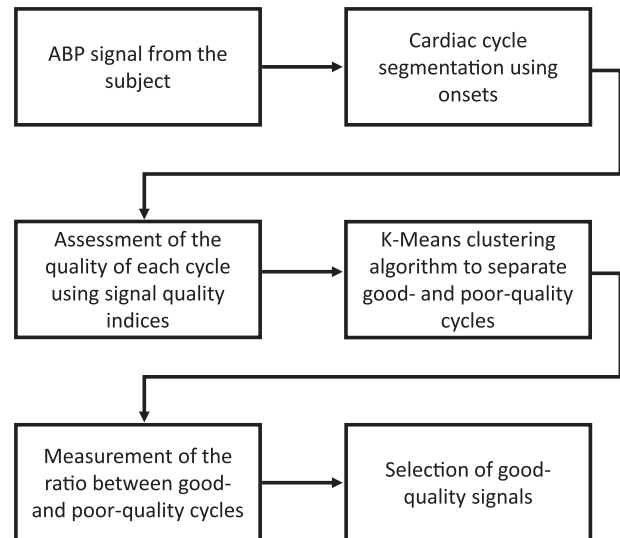 ABP signal from the
subject
Cardiac cycle
segmentation using
onsets
Assessment of the
quality of each cycle
using signal quality
indices
K-Means clustering
algorithm to separate
good- and poor-quality
cycles
Measurement of the
ratio between good-
and poor-quality cycles
Selection of good-
quality signals